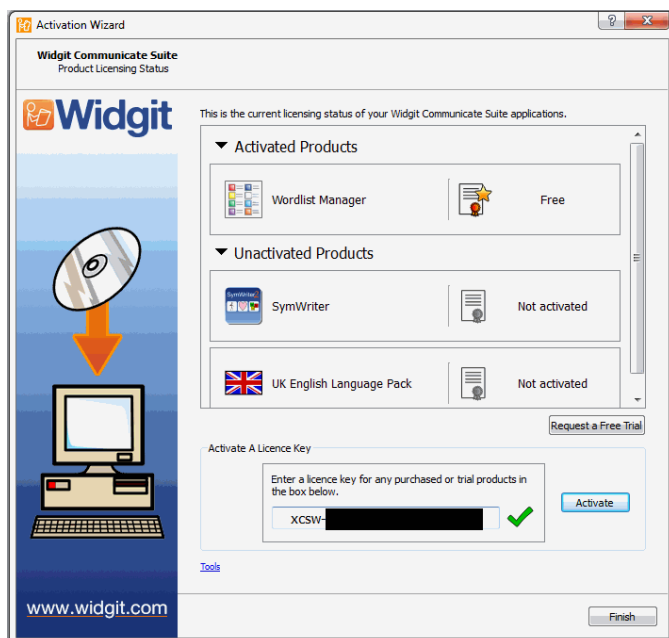 Activation Wizard
Widgit Communicate Suite
Product Licensing Status
Widgit
This is the current licensing status of your Widgit Communicate Suite applications.
Activated Products
Wordlist Manager
Free
Unactivated Products
SymWriter
SymWriter
Not activated
UK English Language Pack
Not activated
Request a Free Trial
Activate A Licence Key
Enter a licence key for any purchased or trial products in
the box below.
XCSW-
Activate
Tools
www.widgit.com
Finish